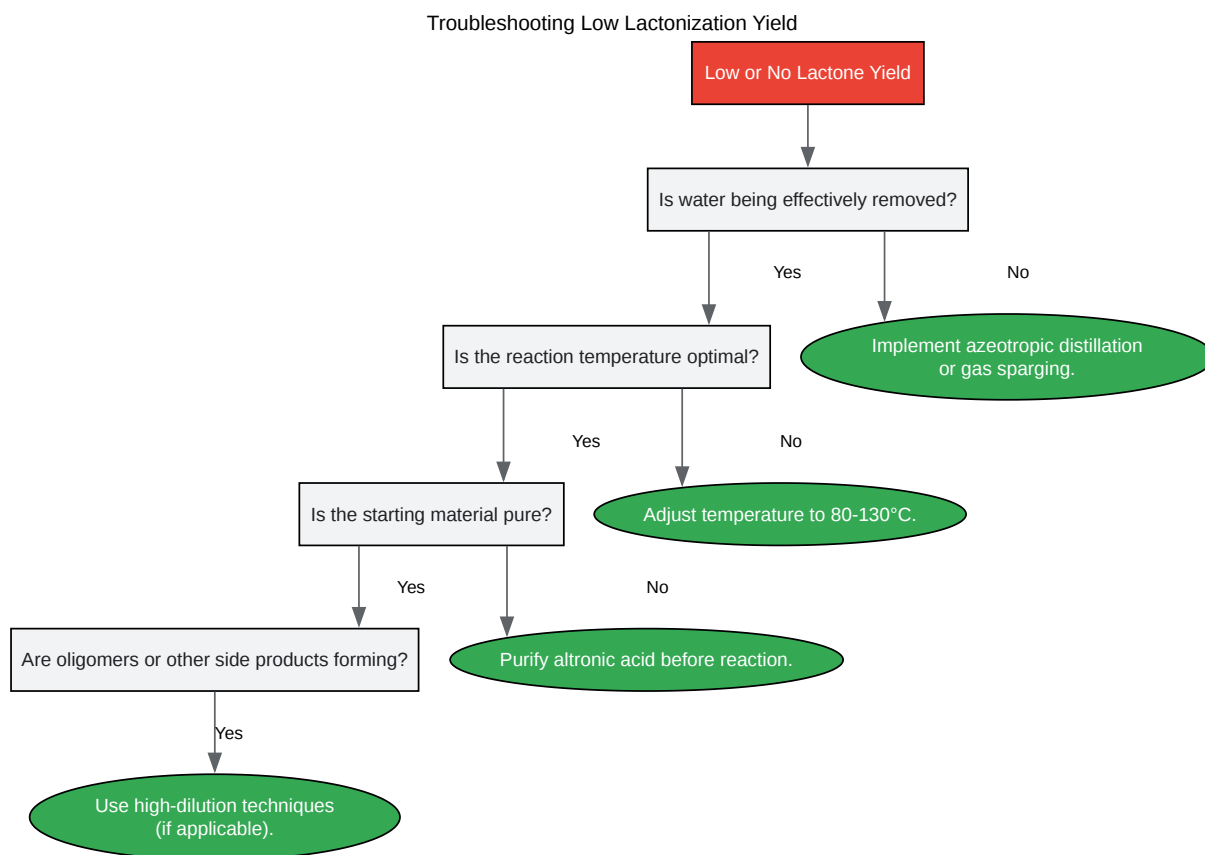 Troubleshooting Low Lactonization Yield
Low or No Lactone Yield
Is water being effectively removed?
Yes
No
Is the reaction temperature optimal?
Implement azeotropic distillation
or gas sparging.
Yes
No
Is the starting material pure?
Adjust temperature to 80-130°C.
Yes
No
Are oligomers or other side products forming?
Purify altronic acid before reaction.
Yes
Use high-dilution techniques
(if applicable).